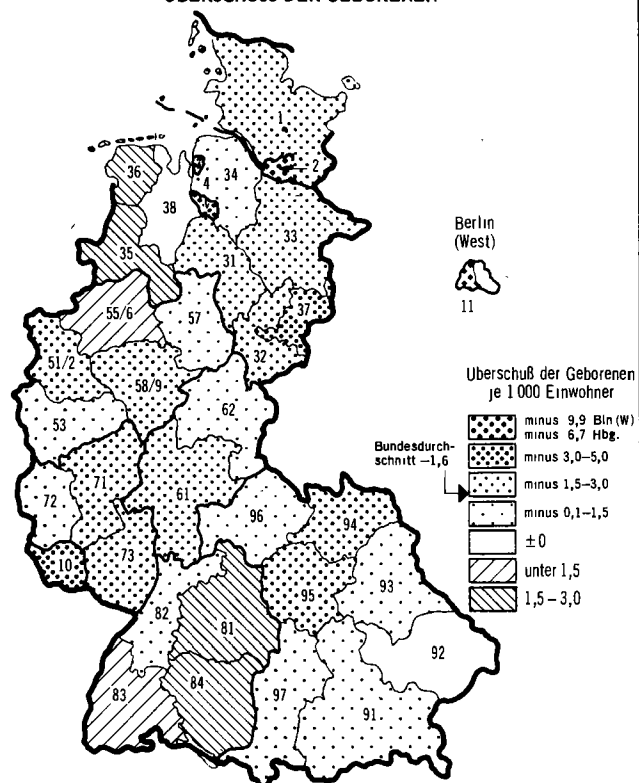 ÜBERSCHUSS DER GEBORENEN
1
2
36
4
34
38
33
35
31
Berlin
(West)
11
37
55/6
57
32
51/2
58/9
62
53
Uberschuß der Geborenen
je 1 000 Einwohner
minus 9,9 Bln (W)
minus 6,7 Hbg.
minus 3,0–5,0
Bundesdurch-
schnitt –1,6
minus 1,5–3,0
minus 0,1–1,5
±0
unter 1,5
1,5–3,0
71
72
61
96
94
10
73
95
93
82
81
92
83
84
97
91